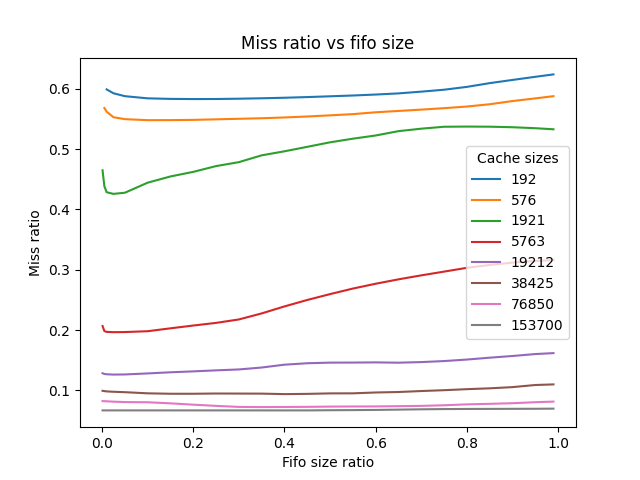 Miss ratio vs fifo size
Miss ratio
0.6
0.5
0.4
0.3
0.2
0.1
Cache sizes
192
576
1921
5763
19212
38425
76850
153700
0.0 0.2 0.4 0.6 0.8 1.0
Fifo size ratio